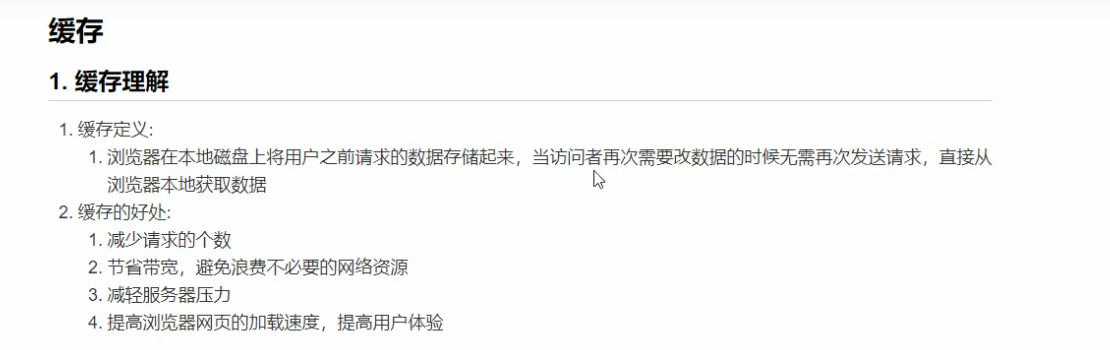 缓存
1. 缓存理解
1. 缓存定义:
1. 浏览器在本地磁盘上将用户之前请求的数据存储起来，当访问者再次需要改数据的时候无需再次发送请求，直接从
浏览器本地获取数据
2. 缓存的好处:
1. 减少请求的个数
2. 节省带宽，避免浪费不必要的网络资源
3. 减轻服务器压力
4. 提高浏览器网页的加载速度，提高用户体验